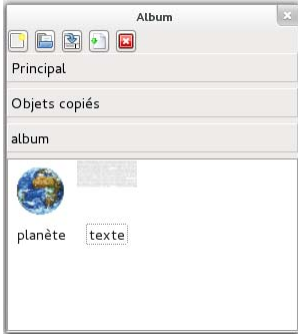 Album
Principal
Objets copiés
album
planète texte